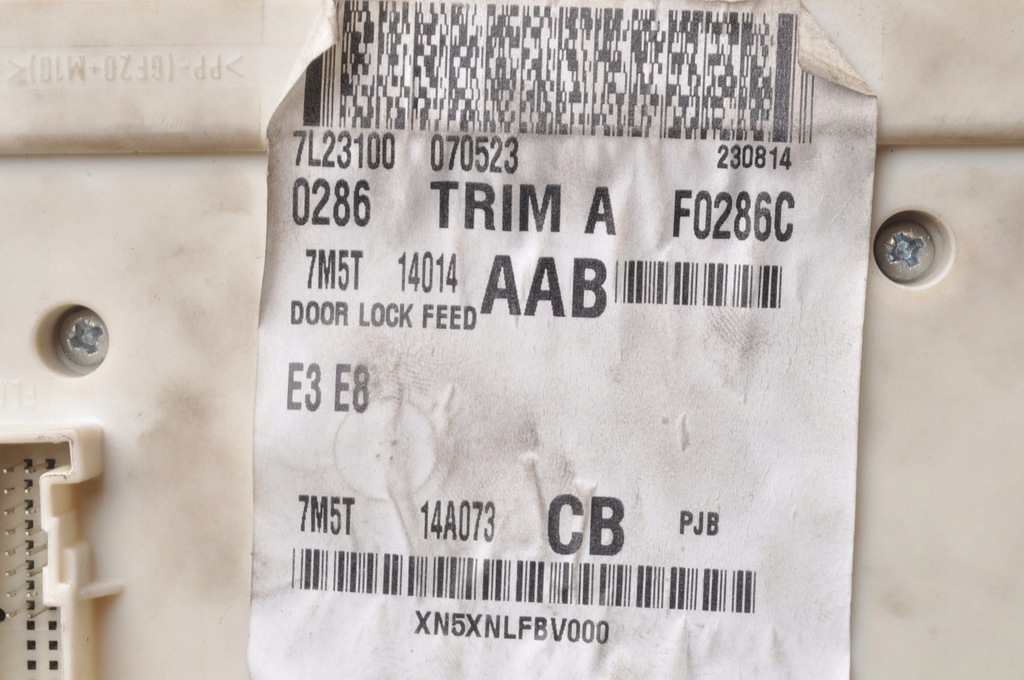 >PP-(GF20+M10)<
7L23100 070523 230814
0286 TRIM A F0286C
7M5T 14014 AAB
DOOR LOCK FEED
E3 E8
7M5T 14A073 CB PJB
XN5XNLFBV000